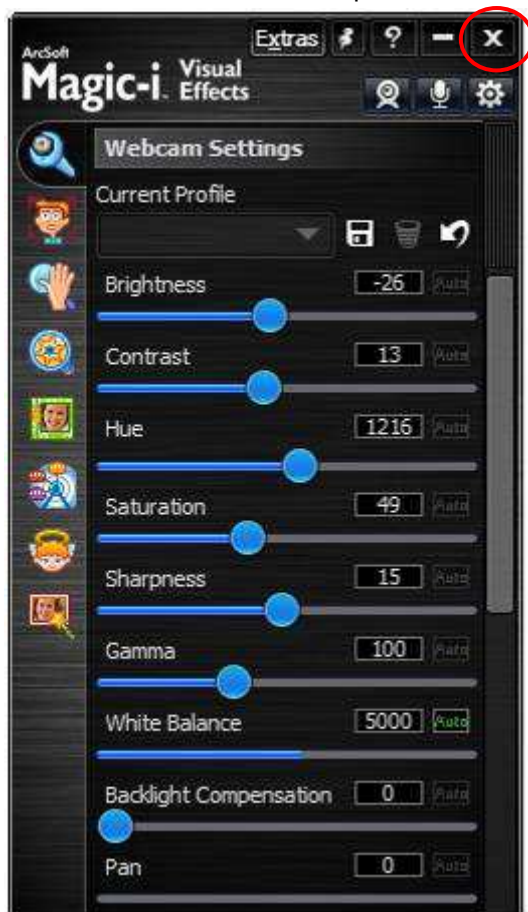 Extras ? X
ArcSoft
Magic-i. Visual
Effects
Webcam Settings
Current Profile
Brightness -26 Auto
Contrast 13 Auto
Hue 1216 Auto
Saturation 49 Auto
Sharpness 15 Auto
Gamma 100 Auto
White Balance 5000 Auto
Backlight Compensation 0 Auto
Pan 0 Auto